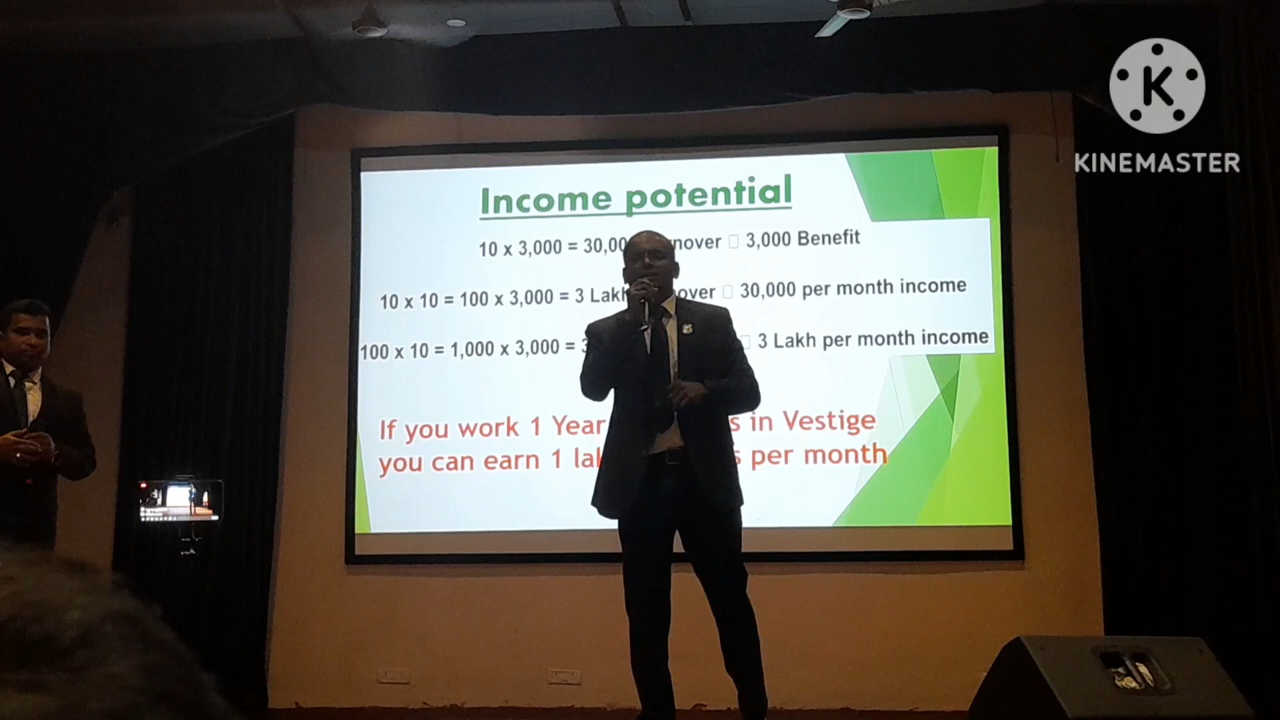 Income potential
10 x 3,000 = 30,00 nover □ 3,000 Benefit
10 x 10 = 100 x 3,000 = 3 Lakh over □ 30,000 per month income
100 x 10 = 1,000 x 3,000 = 3 □ 3 Lakh per month income
If you work 1 Year in Vestige
you can earn 1 per month
K
KINEMASTER